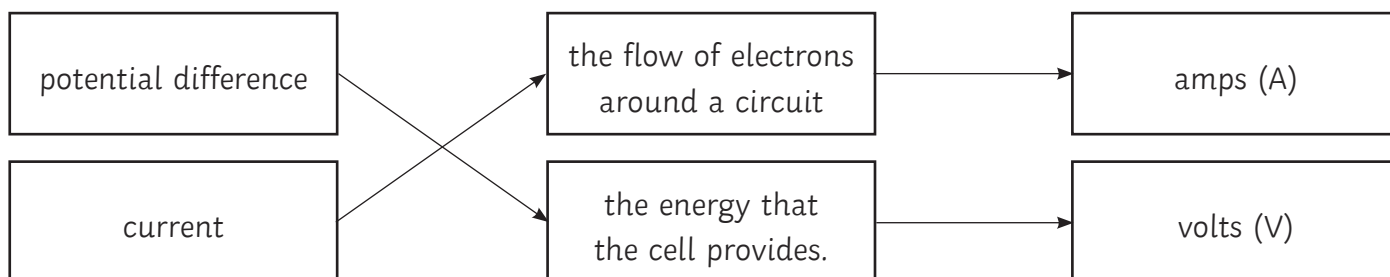 potential difference
the flow of electrons
around a circuit
amps (A)
current
the energy that
the cell provides.
volts (V)